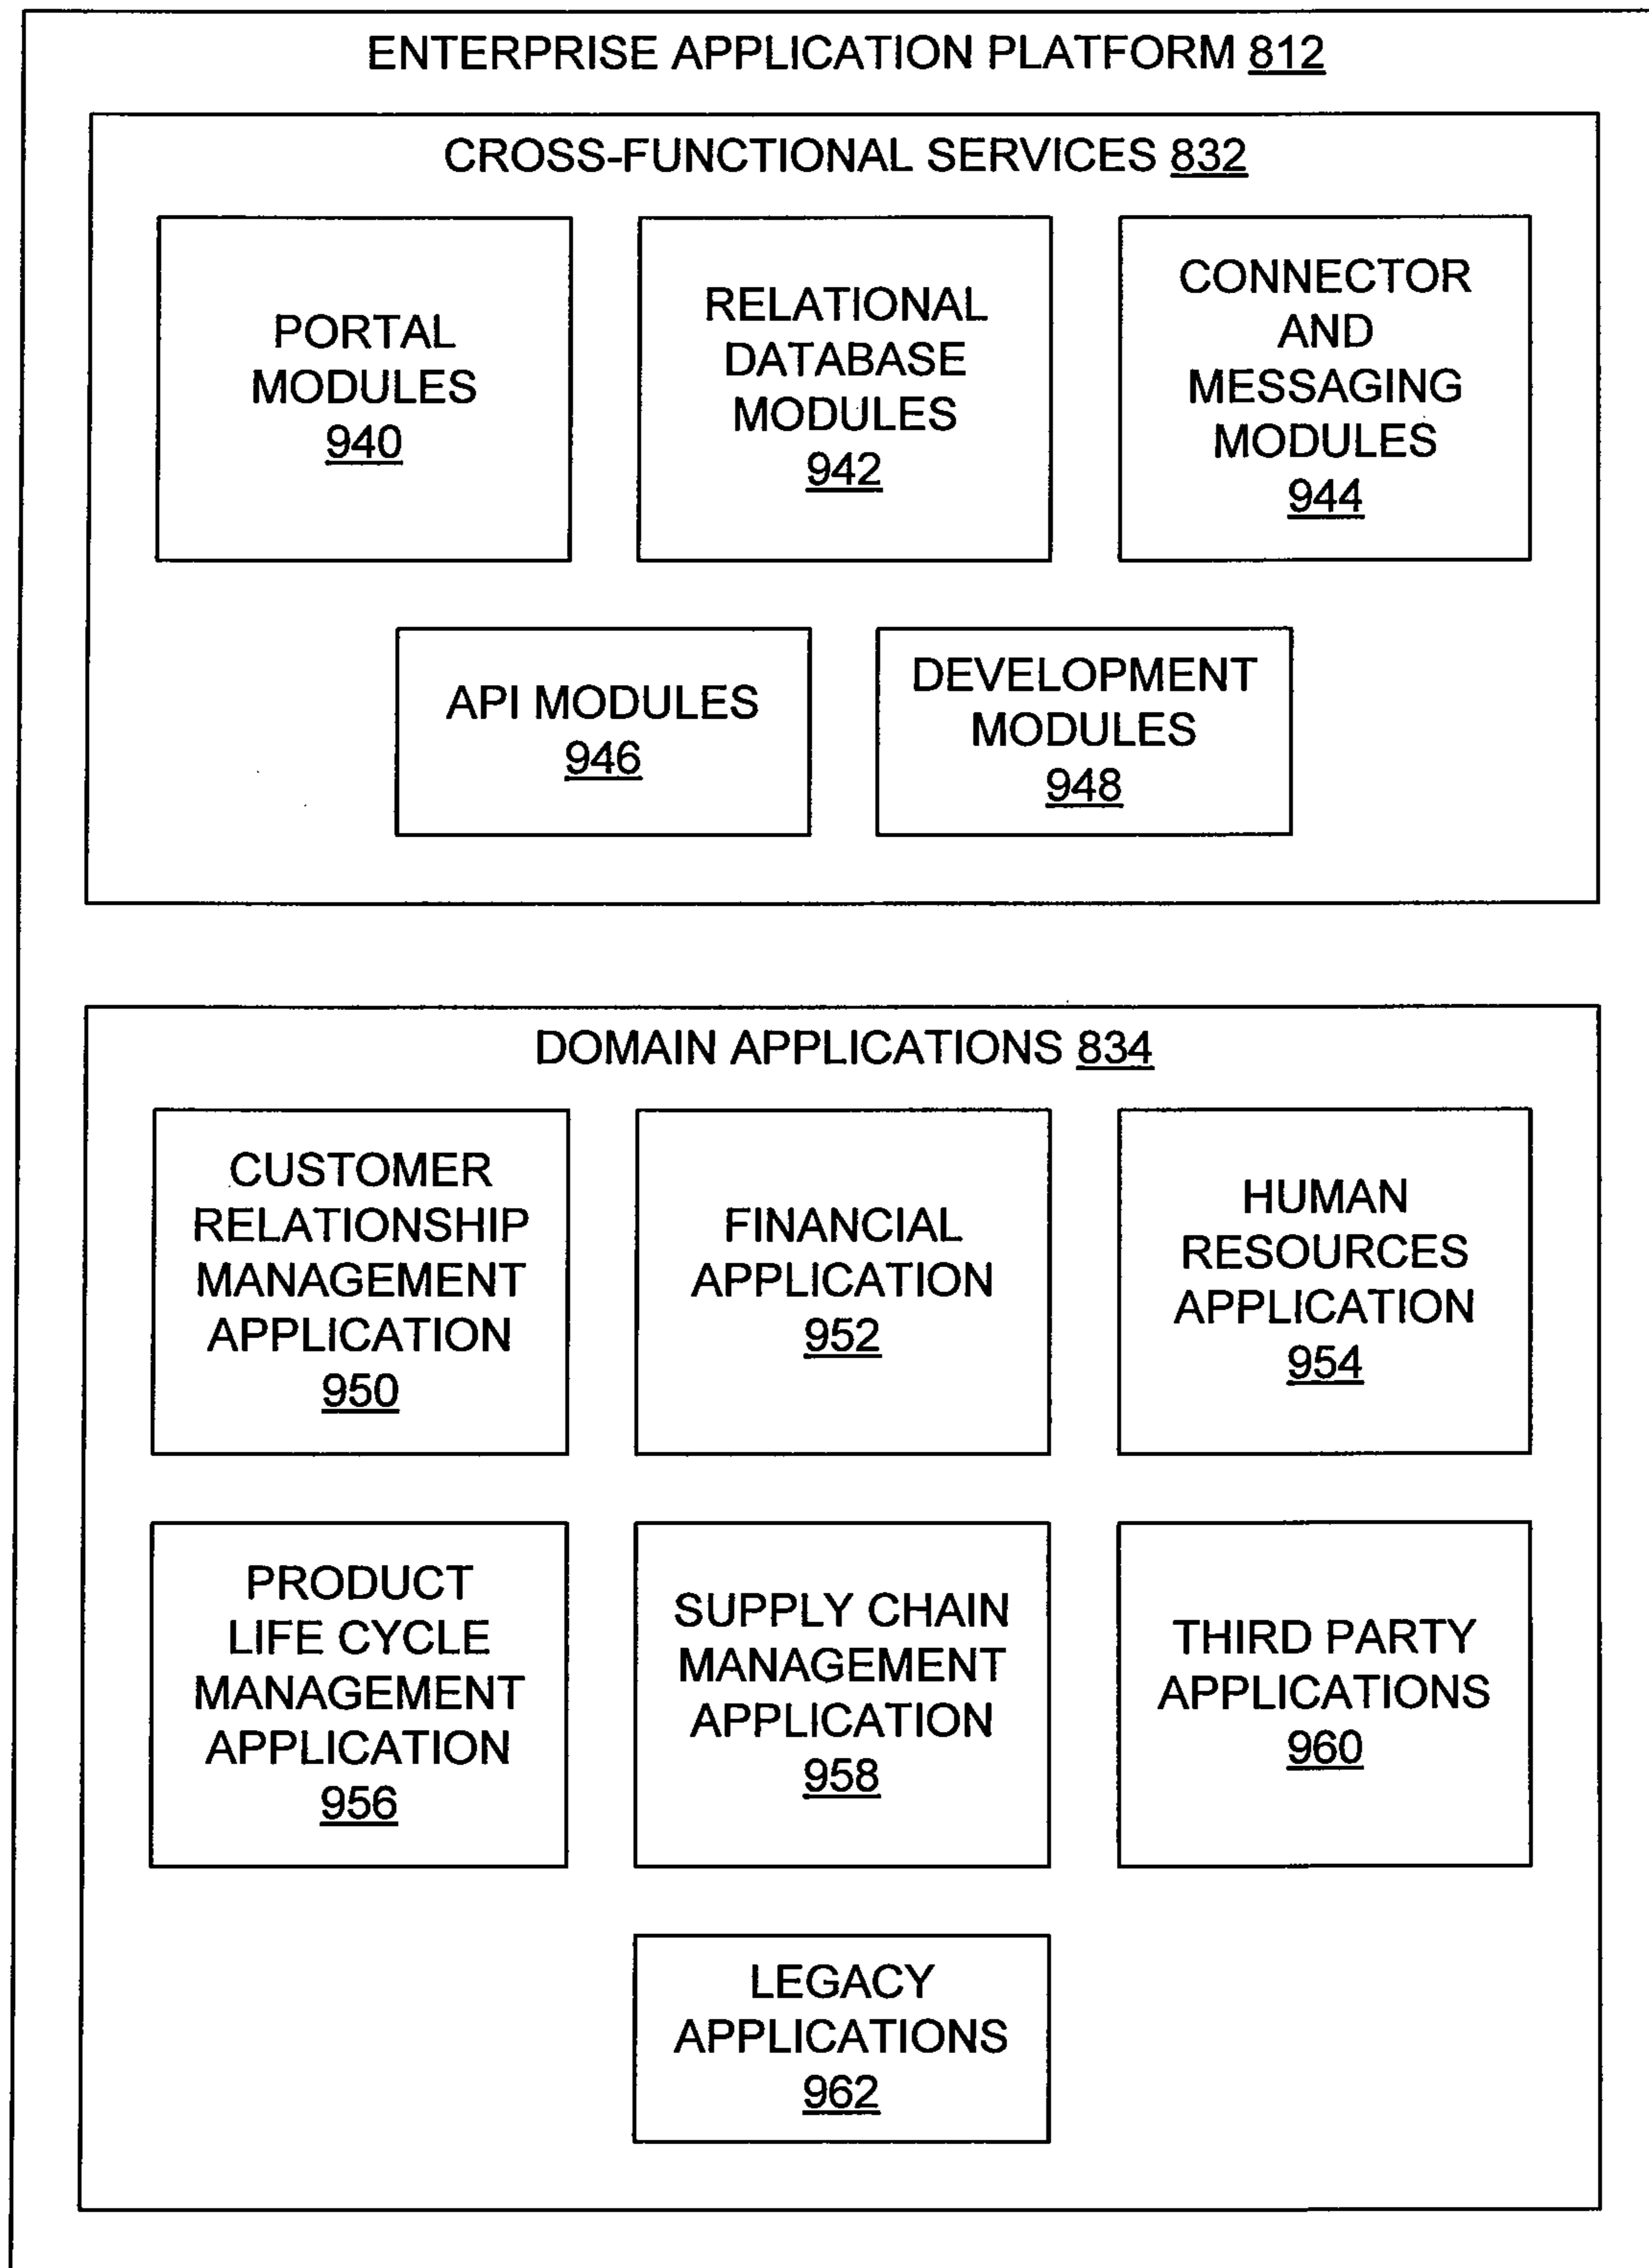 ENTERPRISE APPLICATION PLATFORM 812
CROSS-FUNCTIONAL SERVICES 832
PORTAL
MODULES
940
RELATIONAL
DATABASE
MODULES
942
CONNECTOR
AND
MESSAGING
MODULES
944
API MODULES
946
DEVELOPMENT
MODULES
948
DOMAIN APPLICATIONS 834
CUSTOMER
RELATIONSHIP
MANAGEMENT
APPLICATION
950
FINANCIAL
APPLICATION
952
HUMAN
RESOURCES
APPLICATION
954
PRODUCT
LIFE CYCLE
MANAGEMENT
APPLICATION
956
SUPPLY CHAIN
MANAGEMENT
APPLICATION
958
THIRD PARTY
APPLICATIONS
960
LEGACY
APPLICATIONS
962